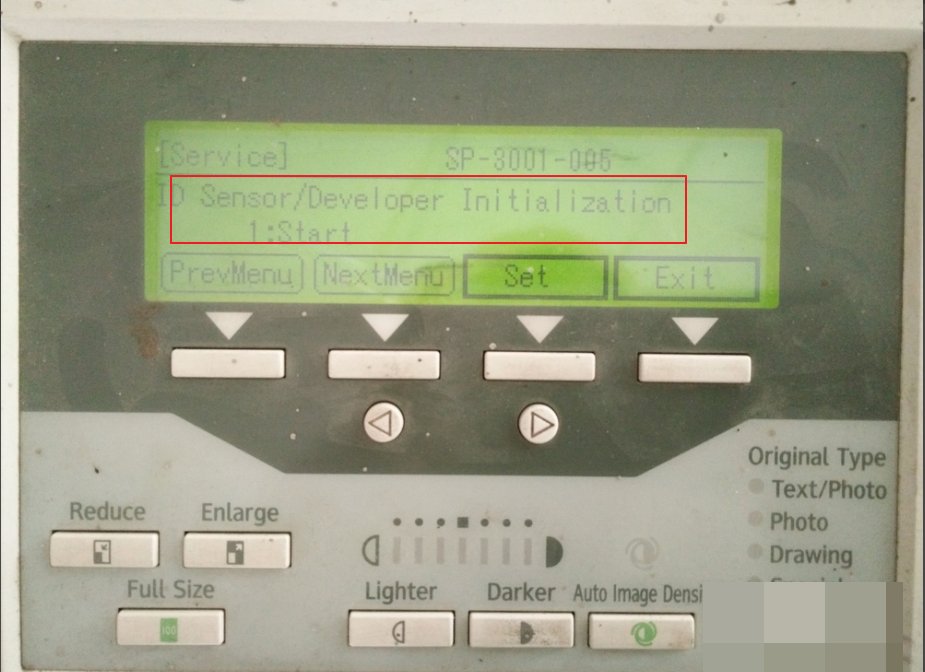 [Service] SP-3001-005
ID Sensor/Developer Initialization
1:Start
PrevMenu NextMenu Set Exit
Original Type
Text/Photo
Photo
Drawing
Reduce Enlarge
Full Size
100
Lighter Darker Auto Image Densi